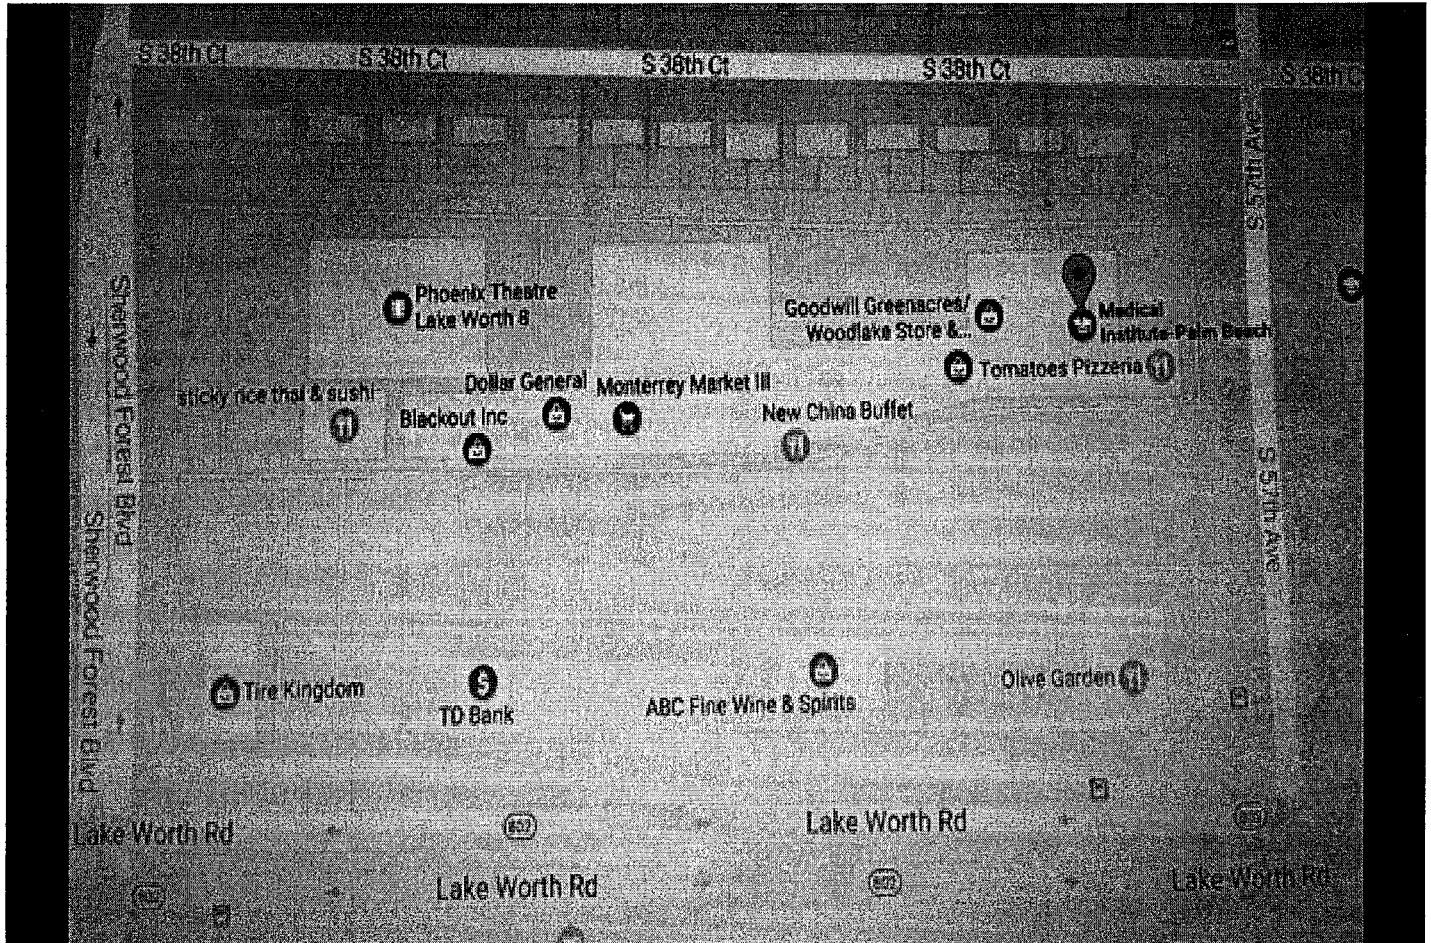 S 38th Ct
S 38th Ct
S 38th Ct
S 38th Ct
S 38th C
S 57th Ave
Sherwood Forest Blvd
Phoenix Theatre
Lake Worth 8
Goodwill Greenacres/
Woodlake Store &...
Medical
Institute-Palm Beach
Tomatoes Pizzeria
sticky rice thai & sushi
Dollar General
Monterrey Market III
Blackout Inc
New China Buffet
S 57th Ave
Sherwood Forest Blvd
Tire Kingdom
TD Bank
ABC Fine Wine & Spirits
Olive Garden
Lake Worth Rd
802
Lake Worth Rd
Lake Worth Rd
802
Lake Worth Rd